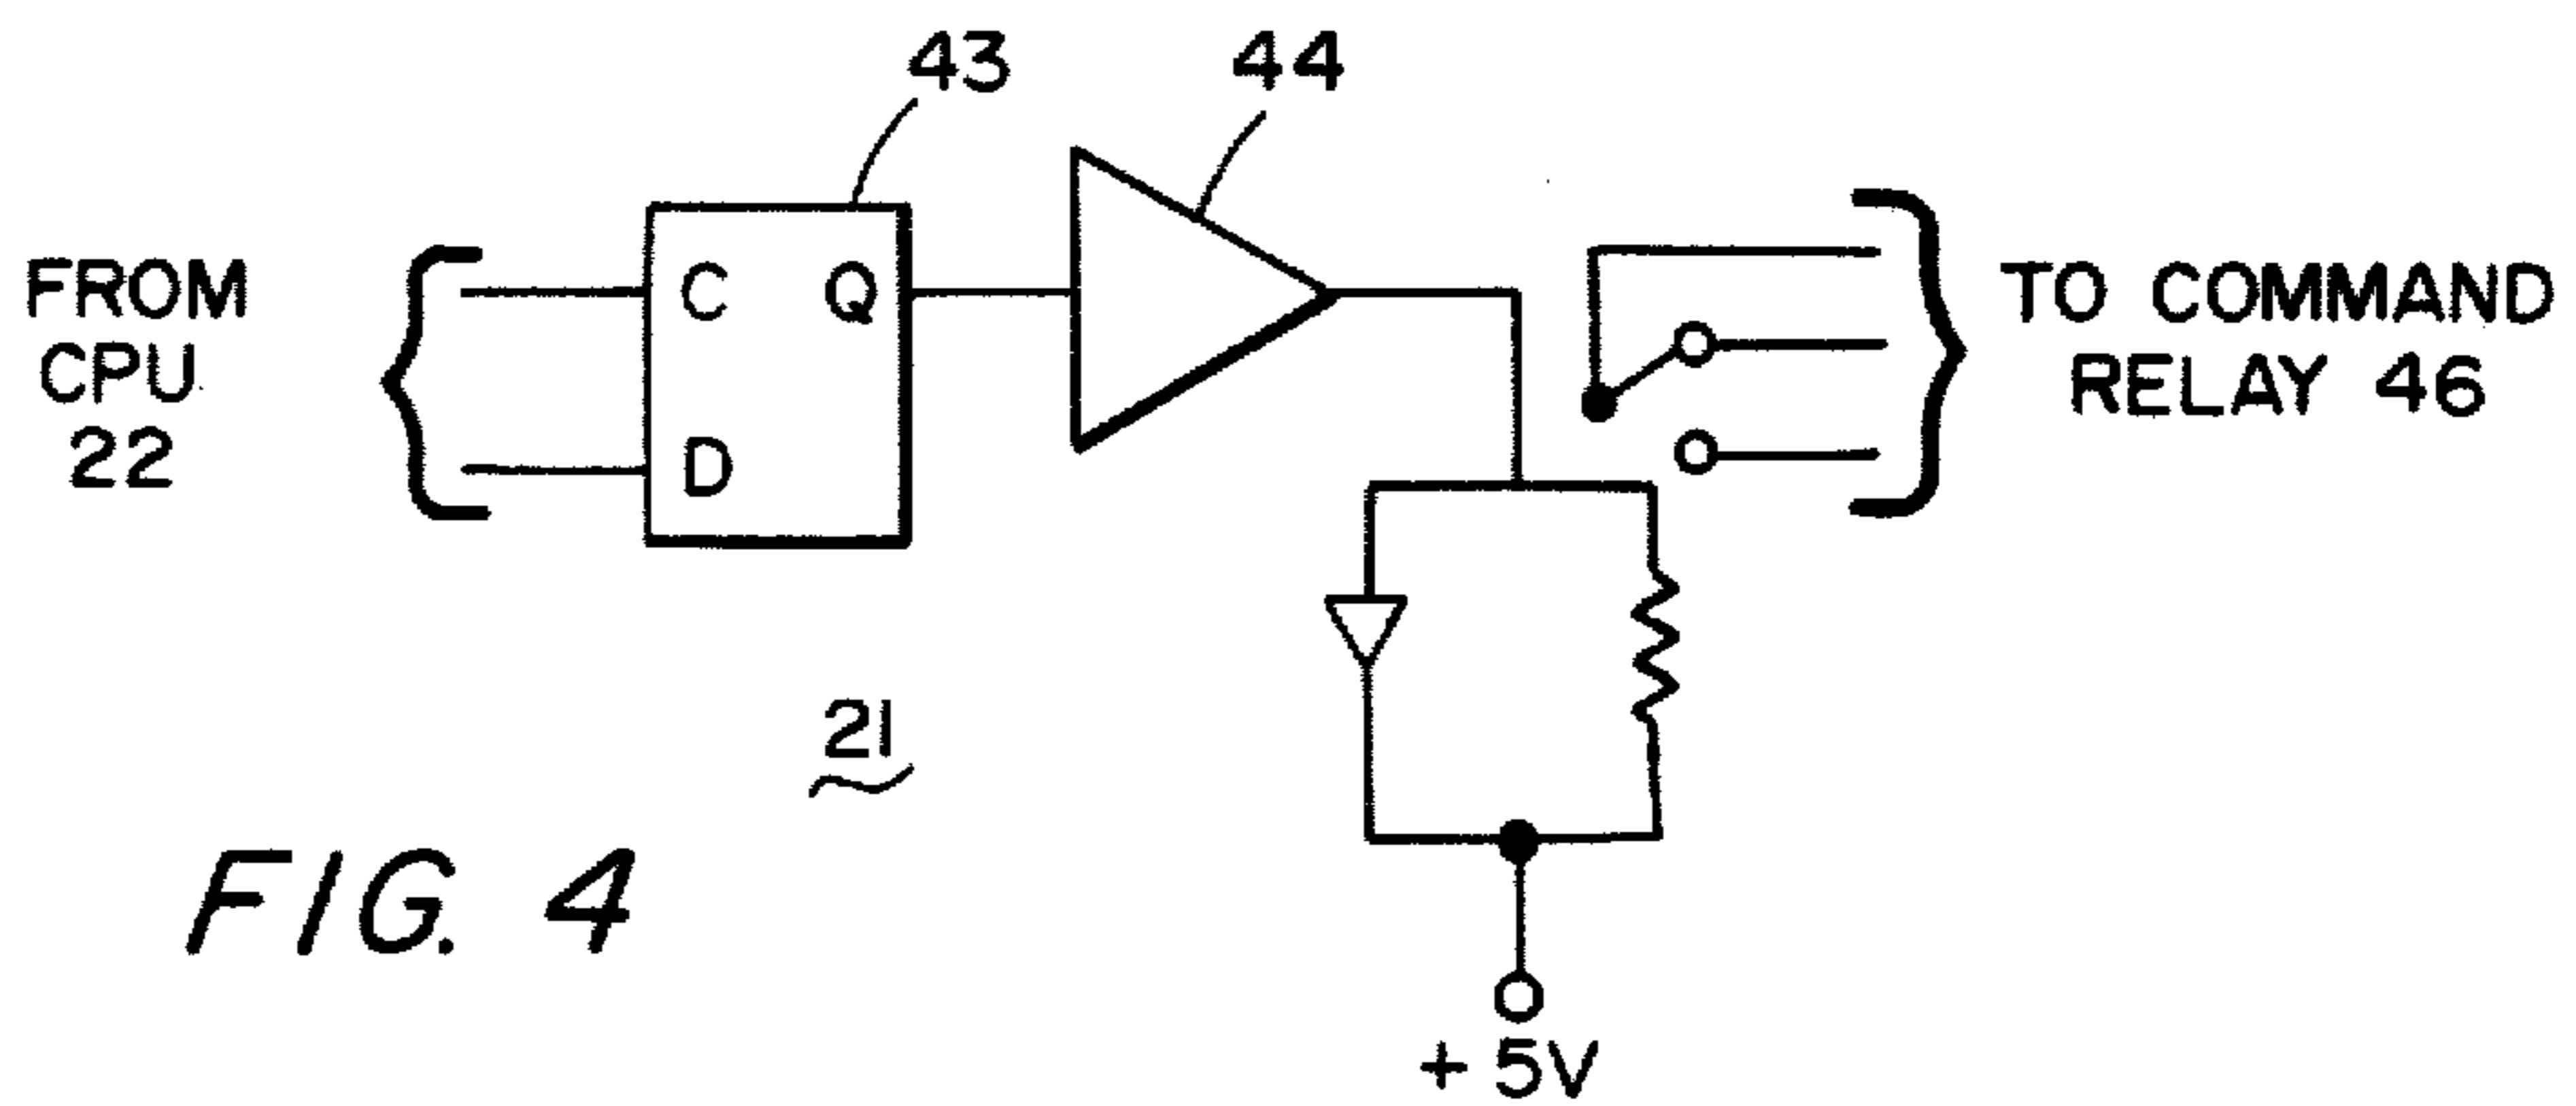 43
44
FROM
CPU
22
C
Q
D
TO COMMAND
RELAY 46
21
FIG. 4
+ 5V